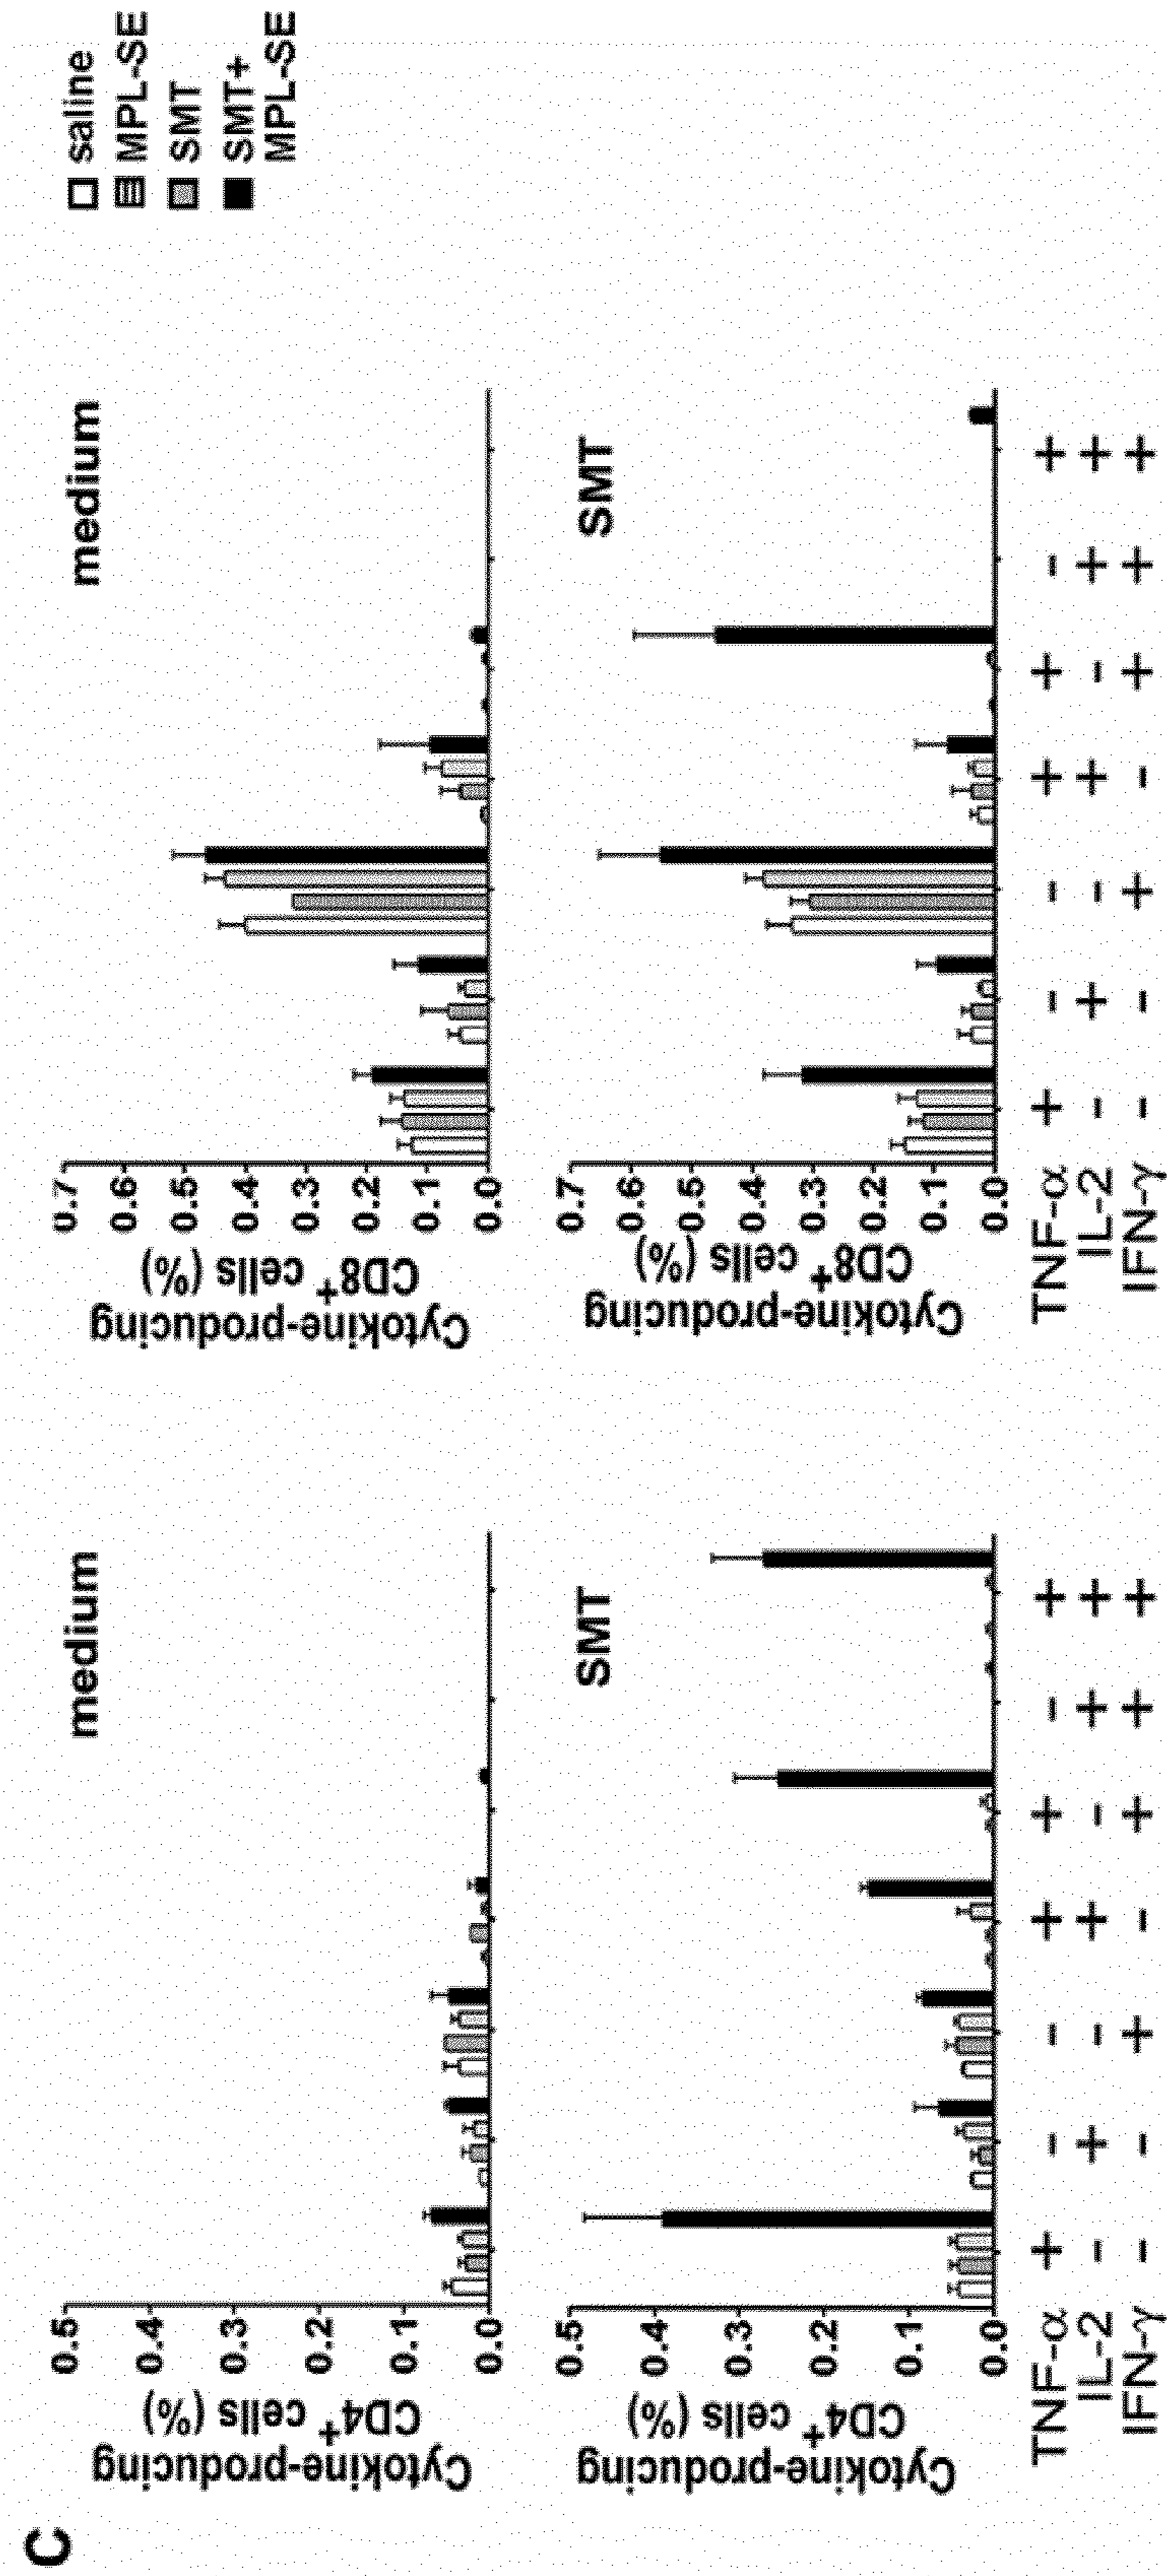 C
medium
0.5
0.4
0.3
0.2
0.1
0.0
Cytokine-producing
CD4+ cells (%)
SMT
0.5
0.4
0.3
0.2
0.1
0.0
Cytokine-producing
CD4+ cells (%)
TNF-α + - - + + - +
IL-2 - + - + - + +
IFN-γ - - + - + + +
medium
0.7
0.6
0.5
0.4
0.3
0.2
0.1
0.0
Cytokine-producing
CD8+ cells (%)
SMT
0.7
0.6
0.5
0.4
0.3
0.2
0.1
0.0
Cytokine-producing
CD8+ cells (%)
TNF-α + - - + + - +
IL-2 - + - + - + +
IFN-γ - - + - + + +
saline
MPL-SE
SMT
SMT+
MPL-SE